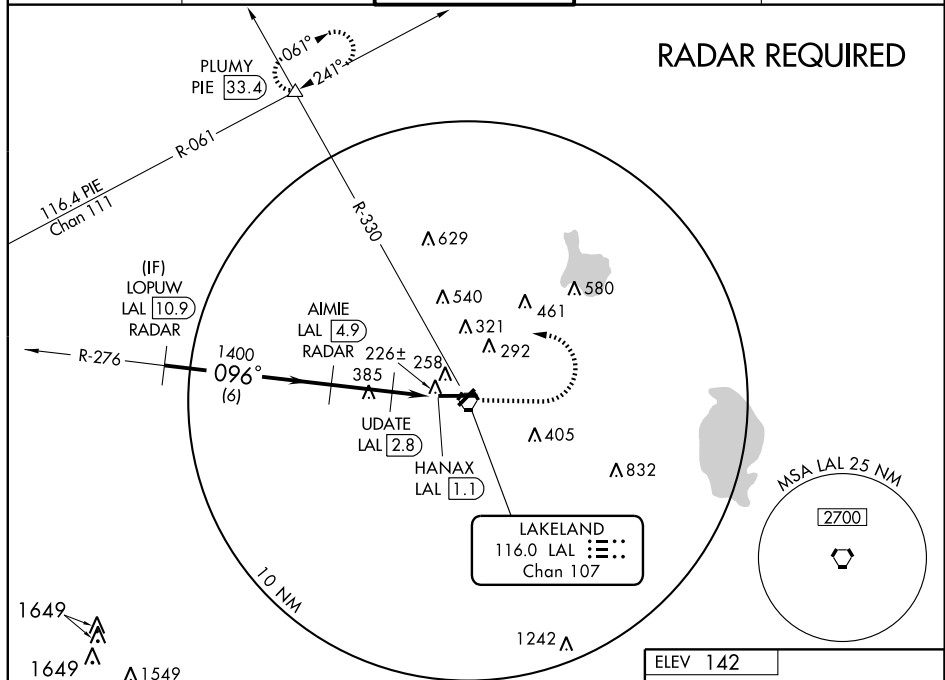 RADAR REQUIRED
061°
241°
PLUMY
PIE 33.4
R-061
116.4 PIE
Chan 111
R-330
629
(IF)
LOPUW
LAL 10.9
RADAR
540
461
580
AIMIE
LAL 4.9
RADAR
321
292
R-276
1400
096°
(6)
226±
258
385
UDATE
LAL 2.8
405
HANAX
LAL 1.1
832
MSA LAL 25 NM
2700
LAKELAND
116.0 LAL
Chan 107
10 NM
1649
1649
1549
1242
ELEV 142